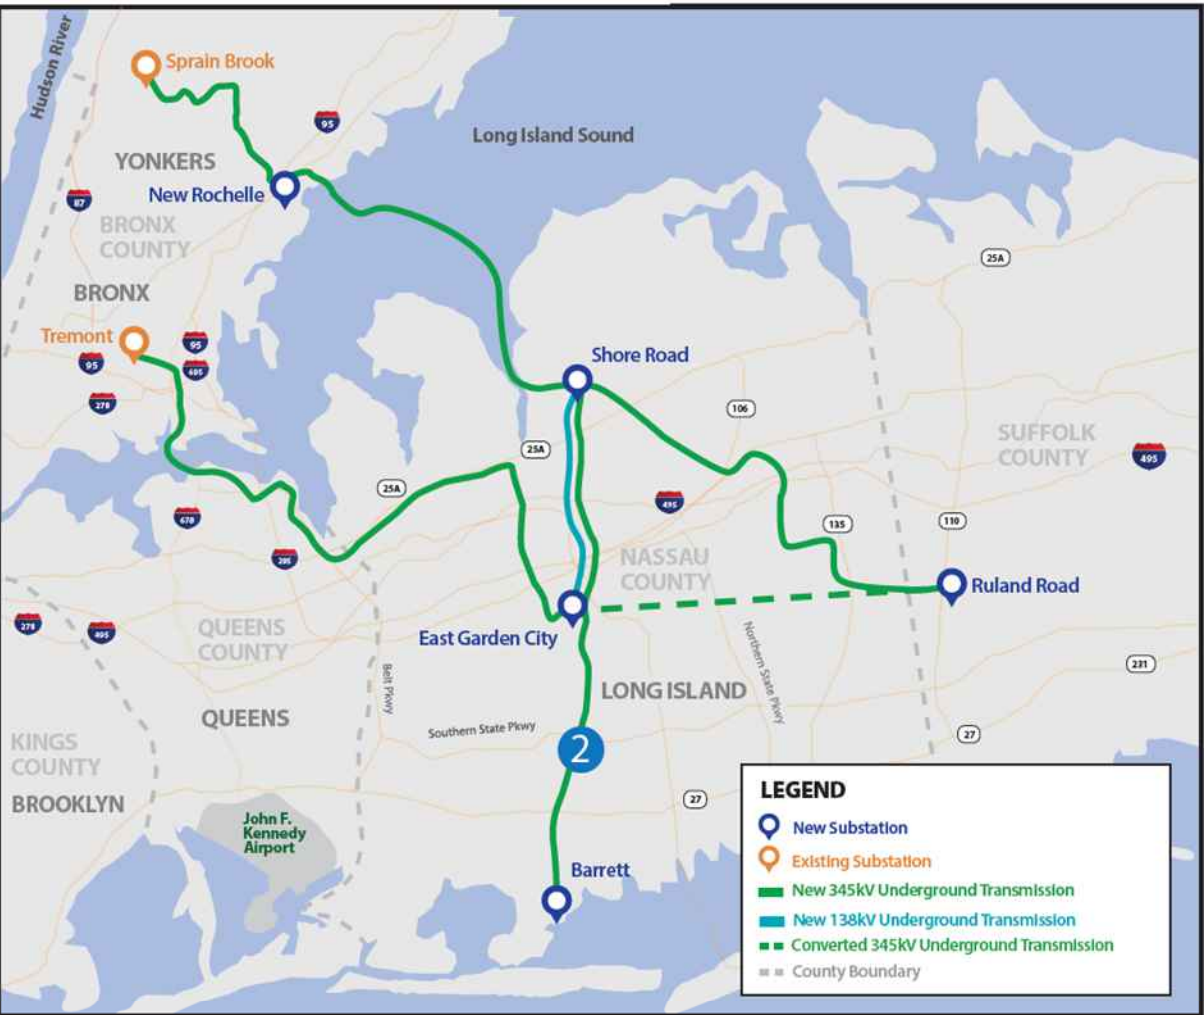 Hudson River
Sprain Brook
95
Long Island Sound
YONKERS
New Rochelle
87
BRONX
COUNTY
25A
BRONX
Tremont
95
95
695
278
Shore Road
106
SUFFOLK
COUNTY
495
25A
25A
495
678
135
110
295
NASSAU
COUNTY
Ruland Road
278
495
QUEENS
COUNTY
East Garden City
Belt Pkwy
Northern State Pkwy
231
LONG ISLAND
QUEENS
Southern State Pkwy
2
27
KINGS
COUNTY
BROOKLYN
27
John F.
Kennedy
Airport
Barrett
LEGEND
New Substation
Existing Substation
New 345kV Underground Transmission
New 138kV Underground Transmission
Converted 345kV Underground Transmission
County Boundary